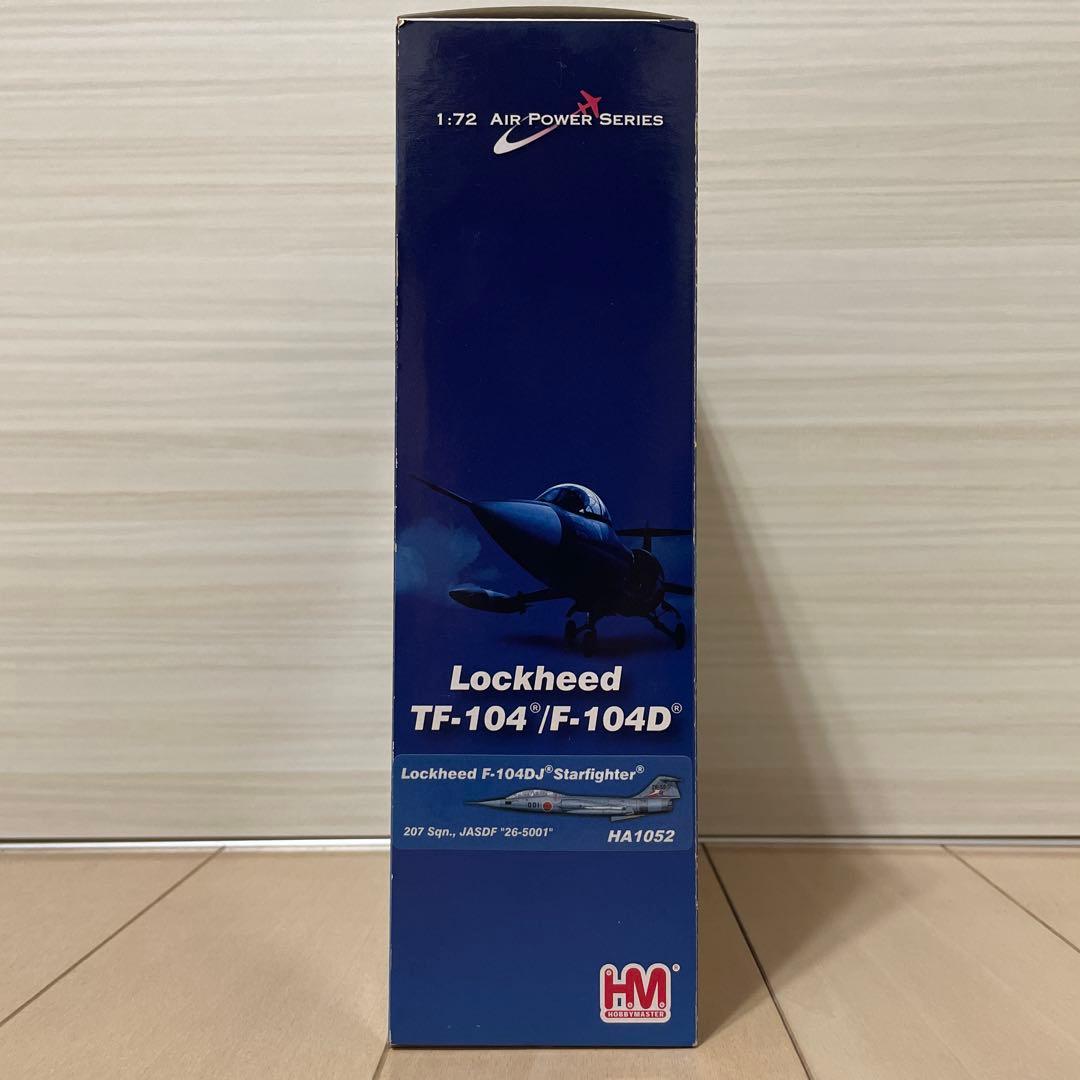 1:72 AIR POWER SERIES
Lockheed
TF-104®/F-104D®
Lockheed F-104DJ® Starfighter®
001
207 Sqn., JASDF "26-5001"
HA1052
HM®
HOBBYMASTER